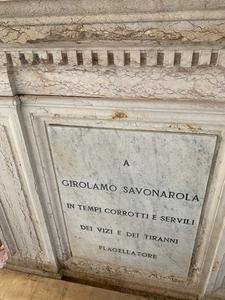 A
GIROLAMO SAVONAROLA
IN TEMPI CORROTTI E SERVILI
DEI VIZI E DEI TIRANNI
FLAGELLATORE